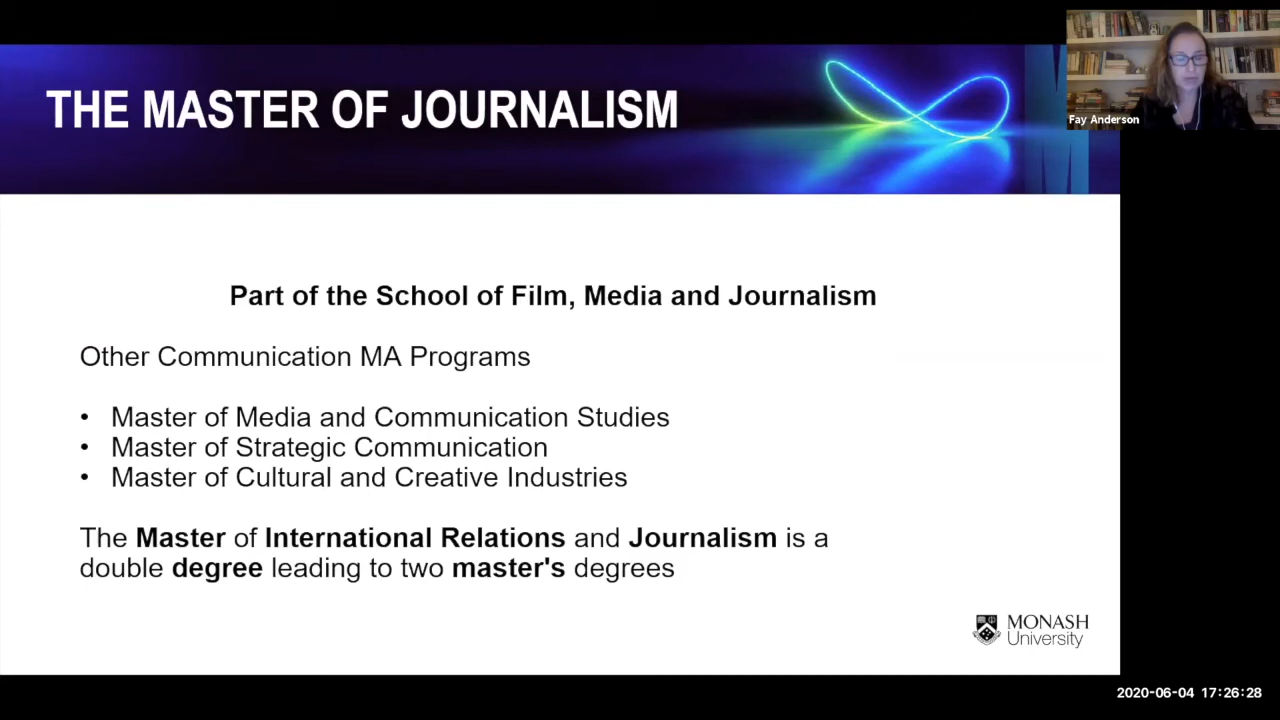 THE MASTER OF JOURNALISM
Fay Anderson
Part of the School of Film, Media and Journalism
Other Communication MA Programs
• Master of Media and Communication Studies
• Master of Strategic Communication
• Master of Cultural and Creative Industries
The Master of International Relations and Journalism is a
double degree leading to two master's degrees
MONASH
University
2020-06-04 17:26:28